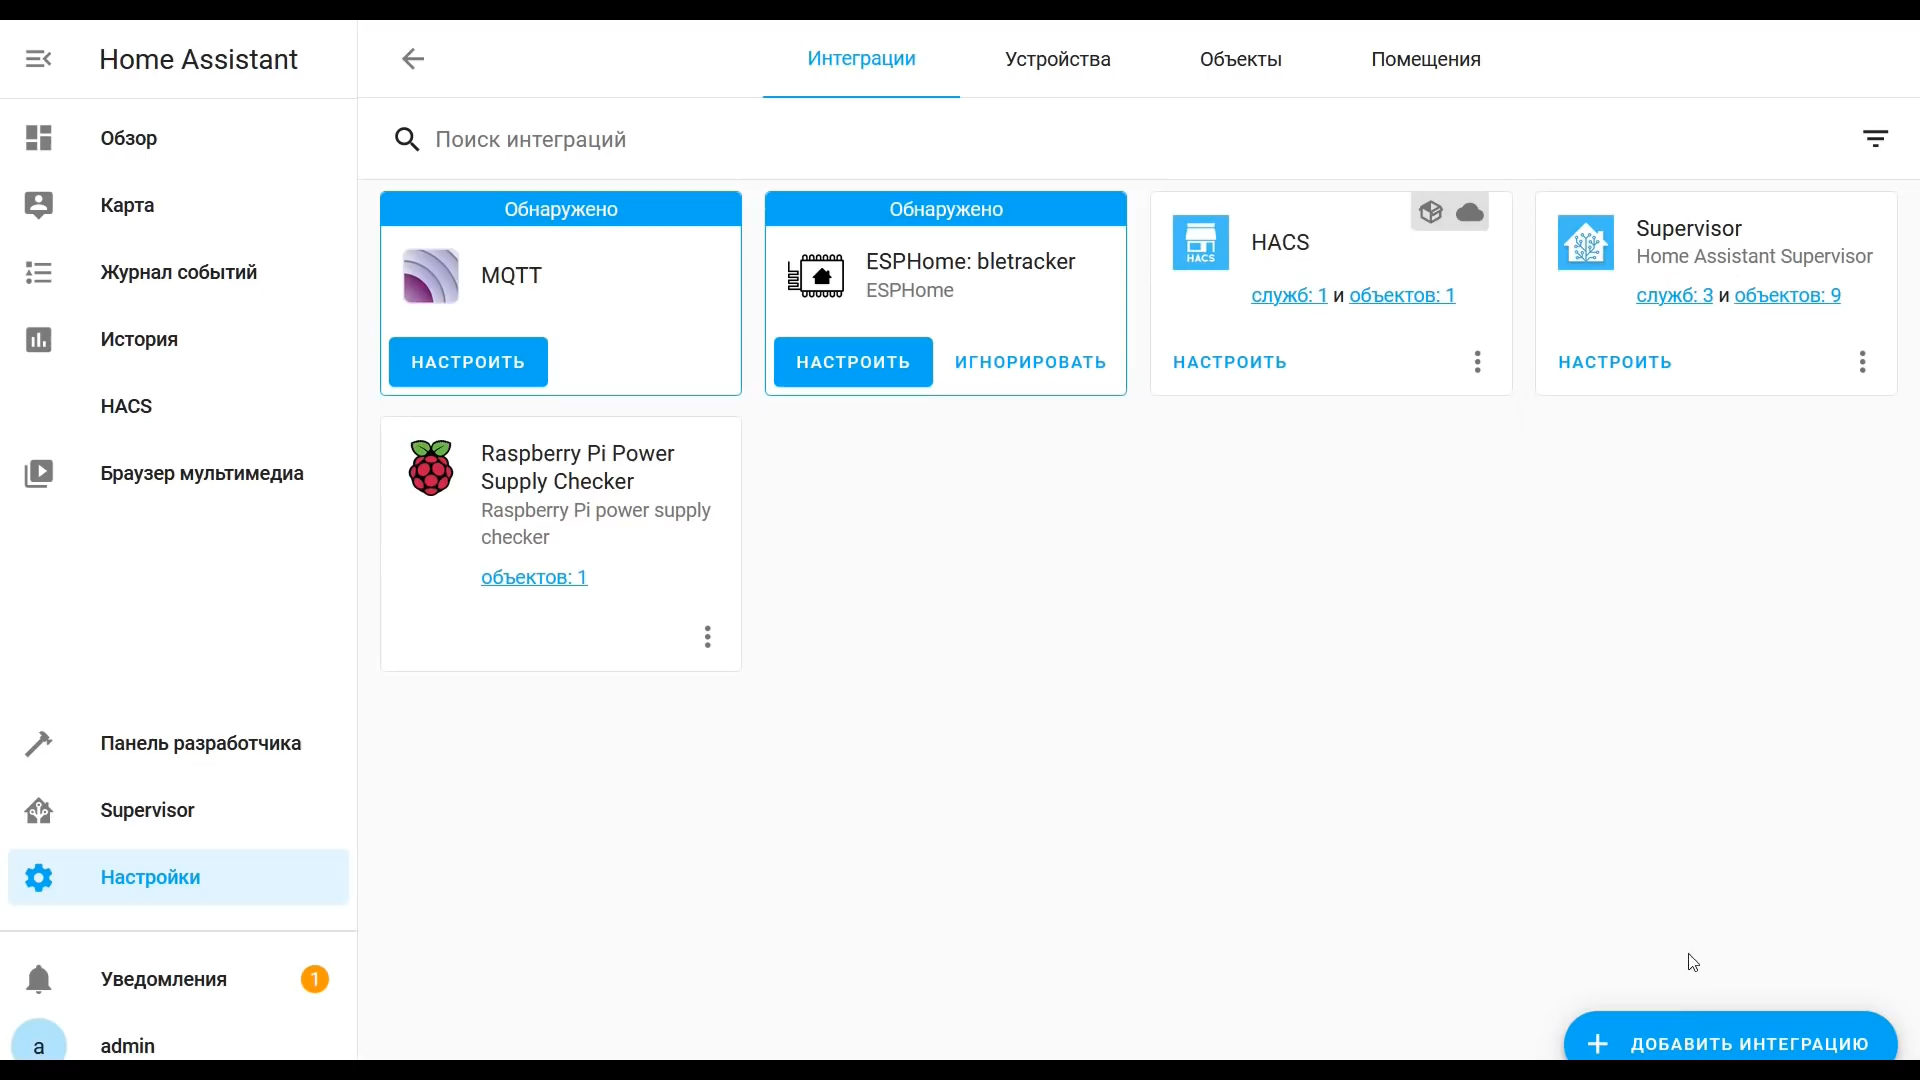 Home Assistant
Интеграции
Устройства
Объекты
Помещения
Обзор
Карта
Журнал событий
История
HACS
Браузер мультимедиа
Панель разработчика
Supervisor
Настройки
Уведомления
1
a
admin
Поиск интеграций
Обнаружено
MQTT
НАСТРОИТЬ
Обнаружено
ESPHome: bletracker
ESPHome
НАСТРОИТЬ ИГНОРИРОВАТЬ
HACS
HACS
служб: 1 и объектов: 1
НАСТРОИТЬ
Supervisor
Home Assistant Supervisor
служб: 3 и объектов: 9
НАСТРОИТЬ
Raspberry Pi Power
Supply Checker
Raspberry Pi power supply
checker
объектов: 1
ДОБАВИТЬ ИНТЕГРАЦИЮ